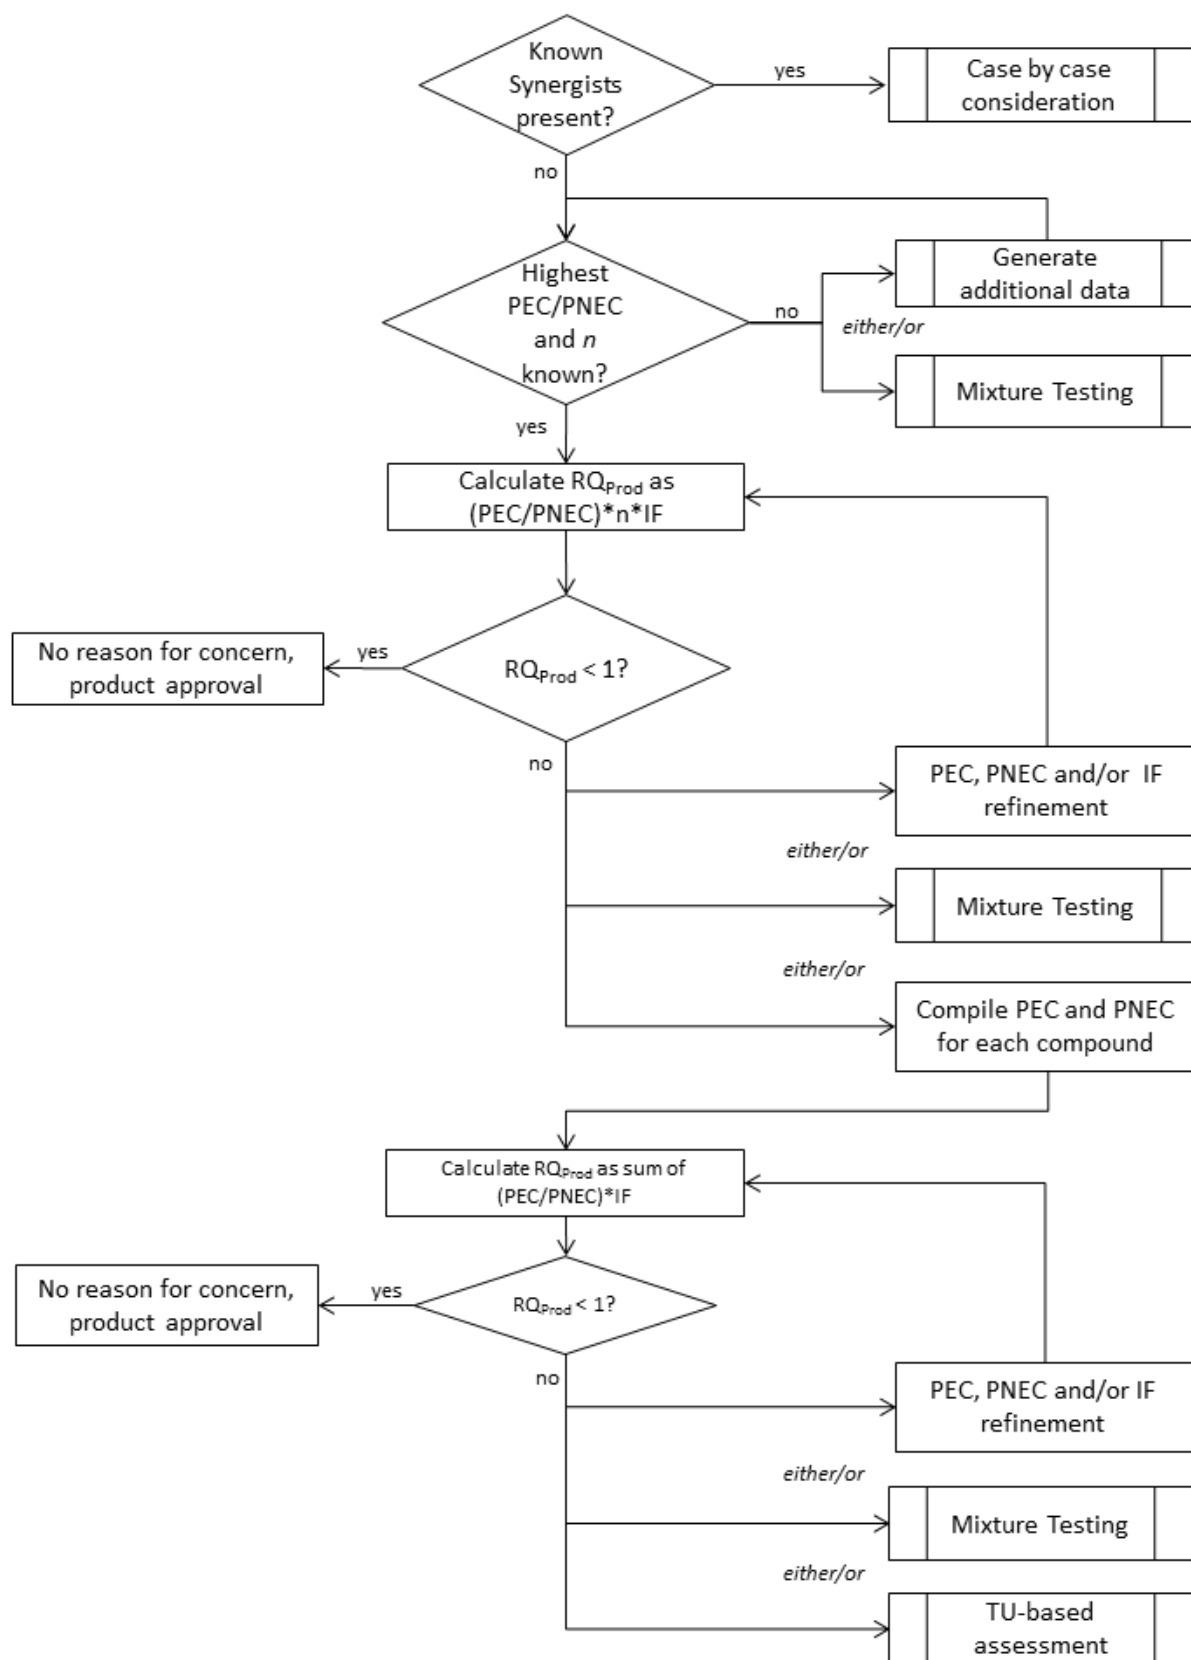 Known
Synergists
present?
yes
Case by case
consideration
no
Highest
PEC/PNEC
and n
known?
no
either/or
Generate
additional data
Mixture Testing
yes
Calculate RQProd as
(PEC/PNEC)*n*IF
No reason for concern,
product approval
yes
RQProd < 1?
no
PEC, PNEC and/or IF
refinement
either/or
Mixture Testing
either/or
Compile PEC and PNEC
for each compound
Calculate RQProd as sum of
(PEC/PNEC)*IF
No reason for concern,
product approval
yes
RQProd < 1?
no
PEC, PNEC and/or IF
refinement
either/or
Mixture Testing
either/or
TU-based
assessment